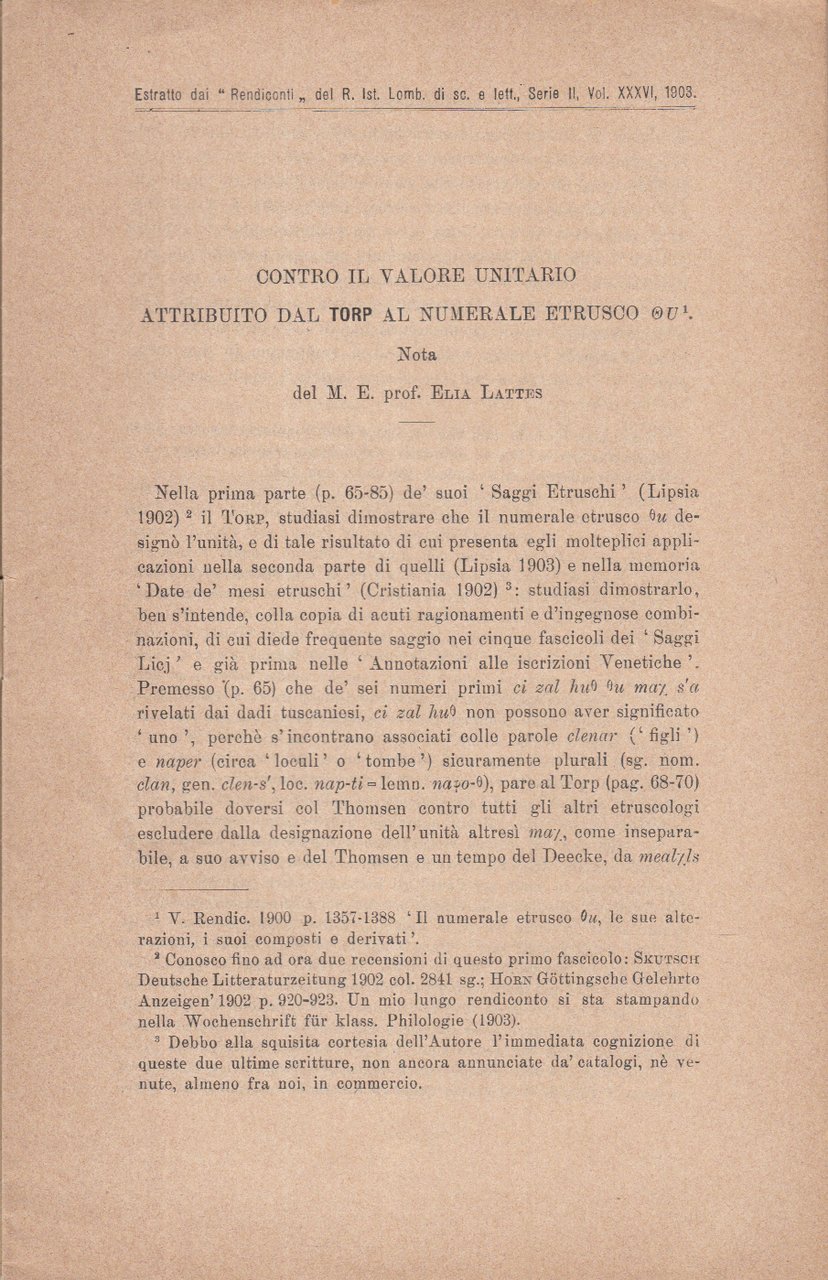 Estratto dai “ Rendiconti „ del R. Ist. Lomb. di sc. e lett., Serie II, Vol. XXXVI, 1903.
CONTRO IL VALORE UNITARIO
ATTRIBUITO DAL TORP AL NUMERALE ETRUSCO ΘU ¹.
Nota
del M. E. prof. ELIA LATTES
Nella prima parte (p. 65-85) de’ suoi ‘ Saggi Etruschi ’ (Lipsia
1902) ² il TORP, studiasi dimostrare che il numerale etrusco θu de-
signò l’unità, e di tale risultato di cui presenta egli molteplici appli-
cazioni nella seconda parte di quelli (Lipsia 1903) e nella memoria
‘ Date de’ mesi etruschi’ (Cristiania 1902) ³: studiasi dimostrarlo,
ben s’intende, colla copia di acuti ragionamenti e d’ingegnose combi-
nazioni, di cui diede frequente saggio nei cinque fascicoli dei ‘ Saggi
Licj ’ e già prima nelle ‘ Annotazioni alle iscrizioni Venetiche ’.
Premesso (p. 65) che de’ sei numeri primi ci zal huθ θu maχ s'a
rivelati dai dadi tuscaniesi, ci zal huθ non possono aver significato
‘ uno ’, perchè s’incontrano associati colle parole clenar (‘ figli ’)
e naper (circa ‘ loculi ’ o ‘ tombe ’) sicuramente plurali (sg. nom.
clan, gen. clen-s', loc. nap-ti = lemn. naφo-θ), pare al Torp (pag. 68-70)
probabile doversi col Thomsen contro tutti gli altri etruscologi
escludere dalla designazione dell’unità altresì maχ, come insepara-
bile, a suo avviso e del Thomsen e un tempo del Deecke, da mealχls
¹ V. Rendic. 1900 p. 1357-1388 ‘ Il numerale etrusco θu, le sue alte-
razioni, i suoi composti e derivati ’.
² Conosco fino ad ora due recensioni di questo primo fascicolo: SKUTSCH
Deutsche Litteraturzeitung 1902 col. 2841 sg.; HORN Göttingsche Gelehrte
Anzeigen’ 1902 p. 920-923. Un mio lungo rendiconto si sta stampando
nella Wochenschrift für klass. Philologie (1903).
³ Debbo alla squisita cortesia dell’Autore l’immediata cognizione di
queste due ultime scritture, non ancora annunciate da’ catalogi, nè ve-
nute, almeno fra noi, in commercio.